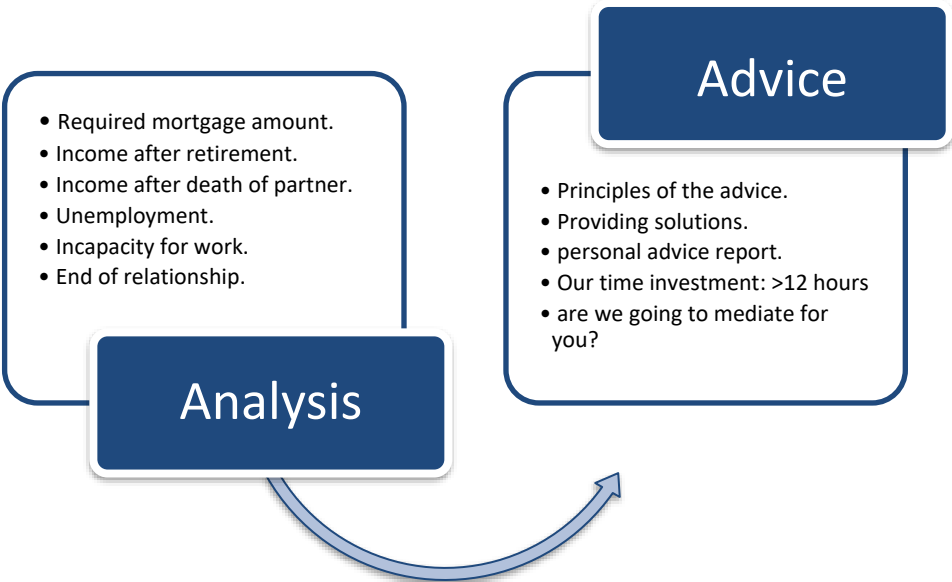 • Required mortgage amount.
• Income after retirement.
• Income after death of partner.
• Unemployment.
• Incapacity for work.
• End of relationship.
Analysis
Advice
• Principles of the advice.
• Providing solutions.
• personal advice report.
• Our time investment: >12 hours
• are we going to mediate for
you?